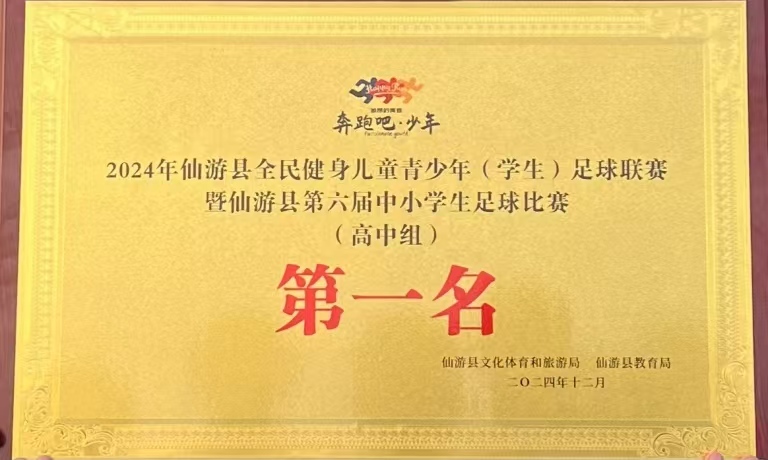 奔跑吧·少年
2024年仙游县全民健身儿童青少年（学生）足球联赛
暨仙游县第六届中小学生足球比赛
（高中组）
第一名
仙游县文化体育和旅游局 仙游县教育局
二〇二四年十二月